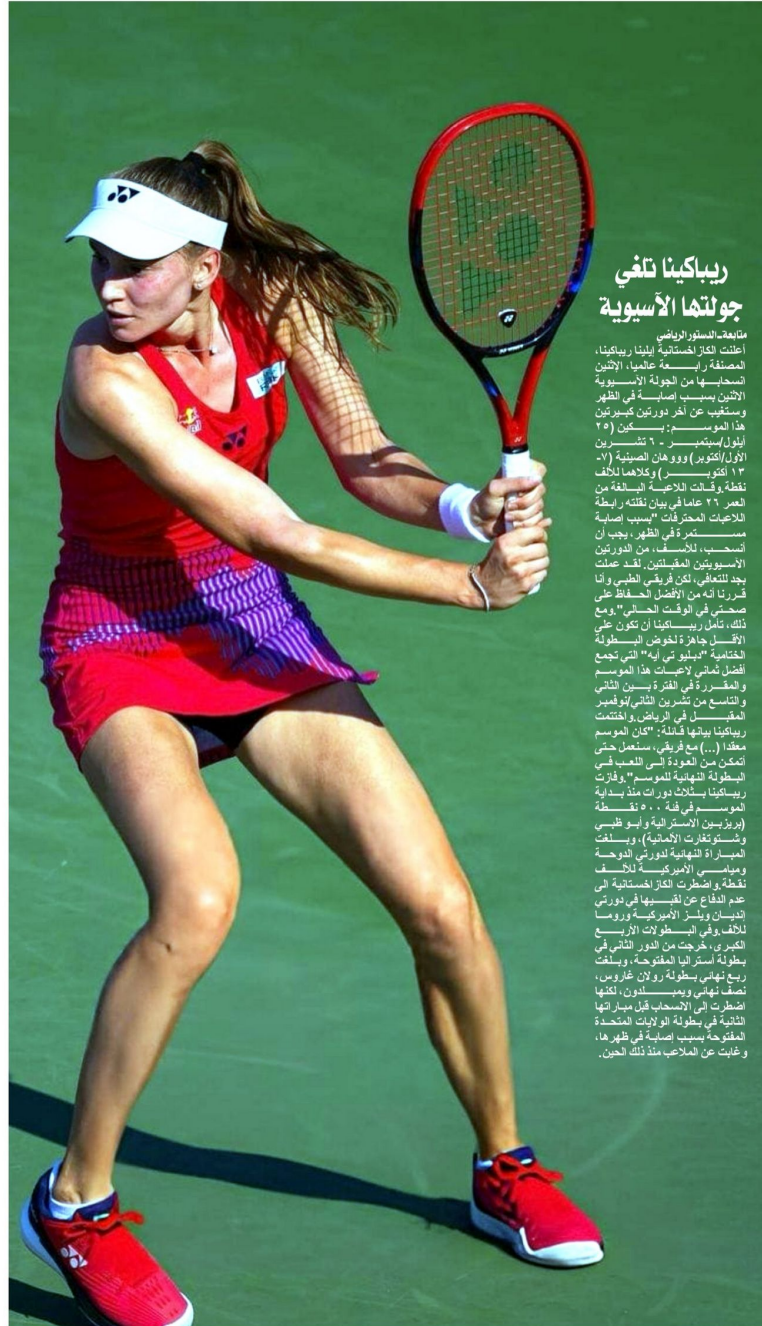 ريباكينا تلغي
جولتها الآسيوية
متابعة-الدستور الرياضي
أعلنت الكازاخستانية إيلينا ريباكينا،
المصنفة رابعة عالميا، الإثنين
انسحابها من الجولة الآسيوية
الاثنين بسبب إصابة في الظهر
وستغيب عن آخر دورتين كبيرتين
هذا الموسم: بكين (٢٥
أيلول/سبتمبر - ٦ تشرين
الأول/أكتوبر) وووهان الصينية (٧-
١٣ أكتوبر) وكلاهما للألف
نقطة.وقالت اللاعبة البالغة من
العمر ٢٦ عاما في بيان نقلته رابطة
اللاعبات المحترفات "بسبب إصابة
مستمرة في الظهر، يجب أن
أنسحب، للأسف، من الدورتين
الآسيويتين المقبلتين. لقد عملت
بجد للتعافي، لكن فريقي الطبي وأنا
قررنا أنه من الأفضل الحفاظ على
صحتي في الوقت الحالي".ومع
ذلك، تأمل ريباكينا أن تكون على
الأقل جاهزة لخوض البطولة
الختامية "دبليو تي أيه" التي تجمع
أفضل ثماني لاعبات هذا الموسم
والمقررة في الفترة بين الثاني
والتاسع من تشرين الثاني/نوفمبر
المقبل في الرياض.واختتمت
ريباكينا بيانها قائلة: "كان الموسم
معقدا (...) مع فريقي، سنعمل حتى
أتمكن من العودة إلى اللعب في
البطولة النهائية للموسم".وفازت
ريباكينا بثلاث دورات منذ بداية
الموسم في فئة ٥٠٠ نقطة
(بريزبين الاسترالية وأبو ظبي
وشتوتغارت الألمانية)، وبلغت
المباراة النهائية لدورتي الدوحة
وميامي الاميركية للألف
نقطة.واضطرت الكازاخستانية الى
عدم الدفاع عن لقبيها في دورتي
إنديان ويلز الأميركية وروما
للألف.وفي البطولات الأربع
الكبرى، خرجت من الدور الثاني في
بطولة أستراليا المفتوحة، وبلغت
ربع نهائي بطولة رولان غاروس،
نصف نهائي ويمبلدون، لكنها
اضطرت إلى الانسحاب قبل مباراتها
الثانية في بطولة الولايات المتحدة
المفتوحة بسبب إصابة في ظهرها،
وغابت عن الملاعب منذ ذلك الحين.